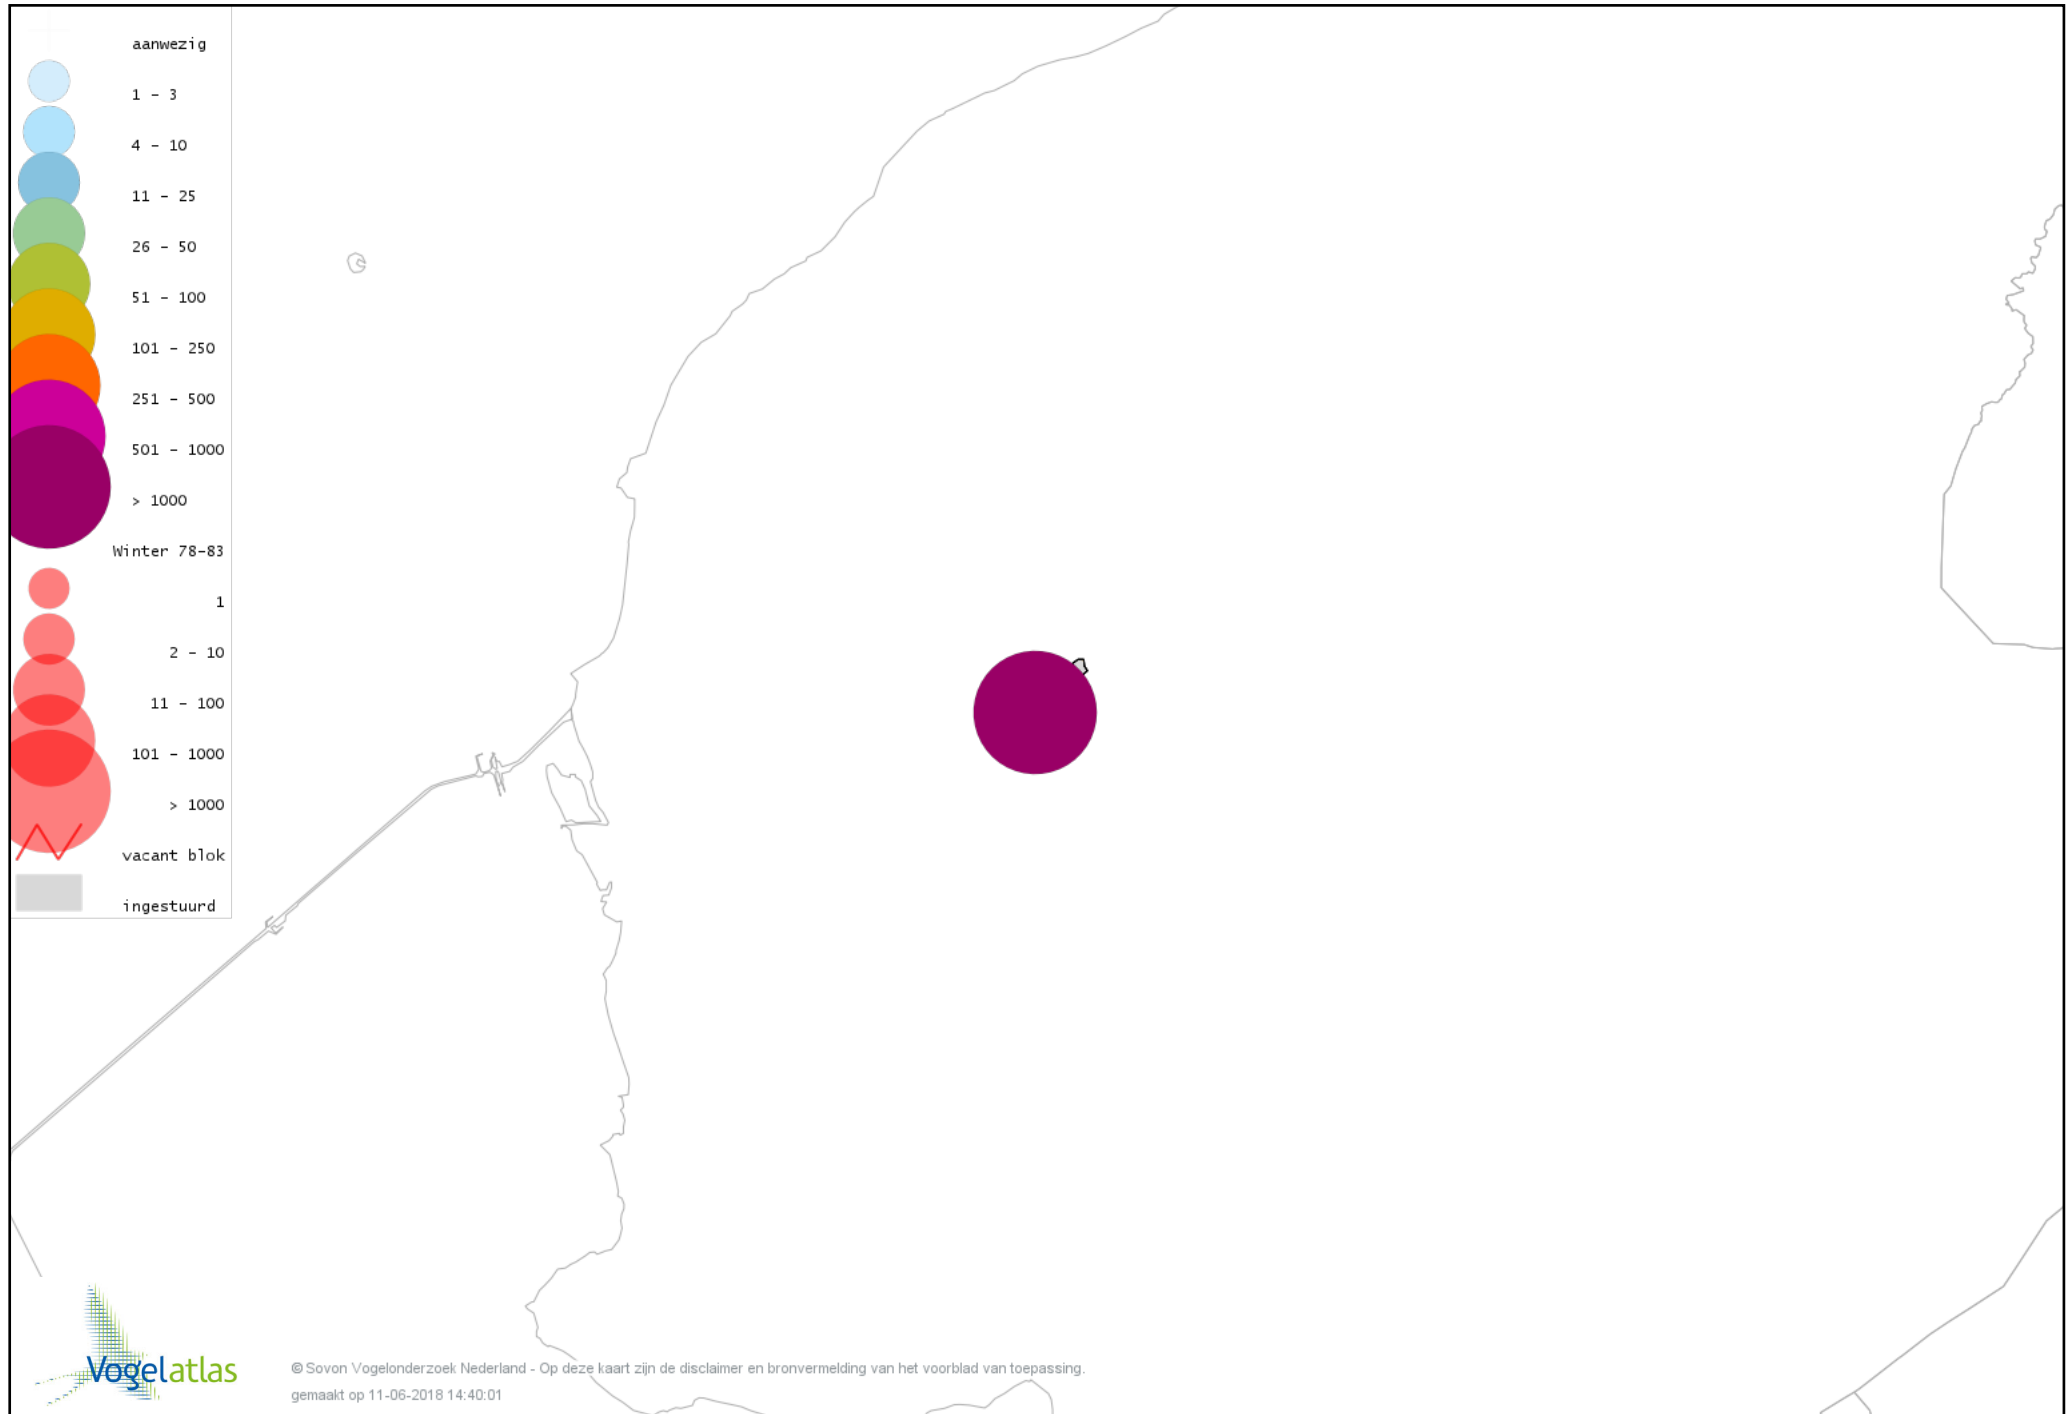 aanwezig
1 - 3
4 - 10
11 - 25
26 - 50
51 - 100
101 - 250
251 - 500
501 - 1000
> 1000
Winter 78-83
1
2 - 10
11 - 100
101 - 1000
> 1000
vacant blok
ingestuurd
Vogelatlas
© Sovon Vogelonderzoek Nederland - Op deze kaart zijn de disclaimer en bronvermelding van het voorblad van toepassing.
gemaakt op 11-06-2018 14:40:01